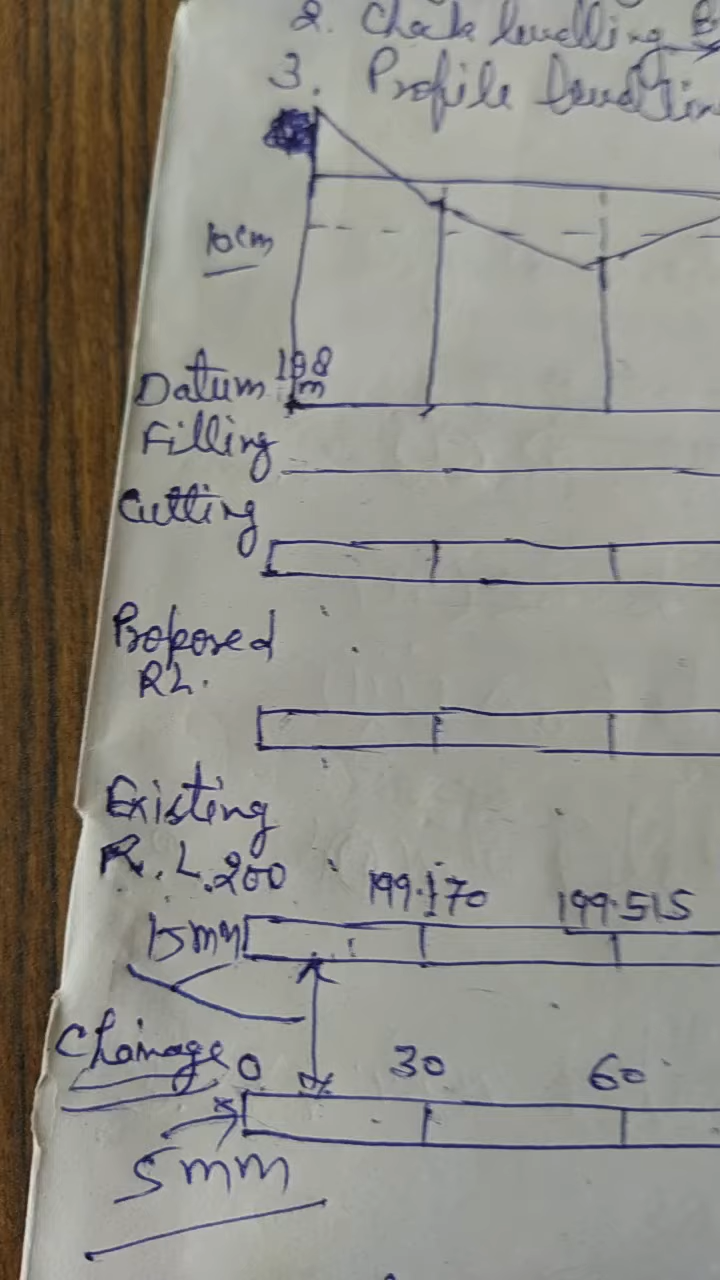 2. Check levelling
3. Profile levelling
10cm
Datum 198
m
Filling
Cutting
Proposed
RL.
Existing
R.L. 200 199.170 199.515
15mm
Chainage 0 30 60
5mm